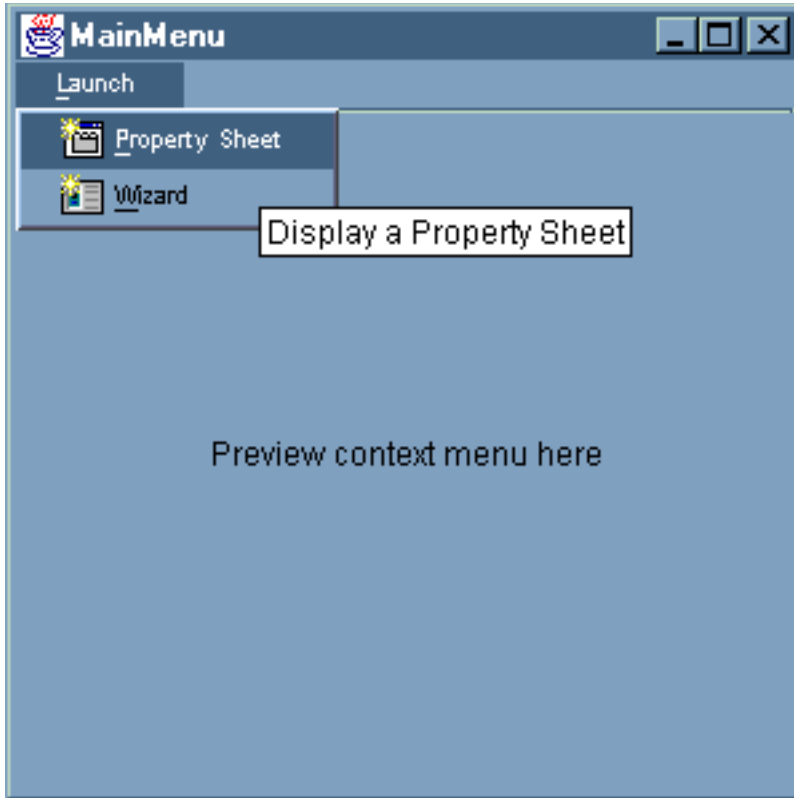 MainMenu
Launch
Property Sheet
Wizard
Display a Property Sheet
Preview context menu here